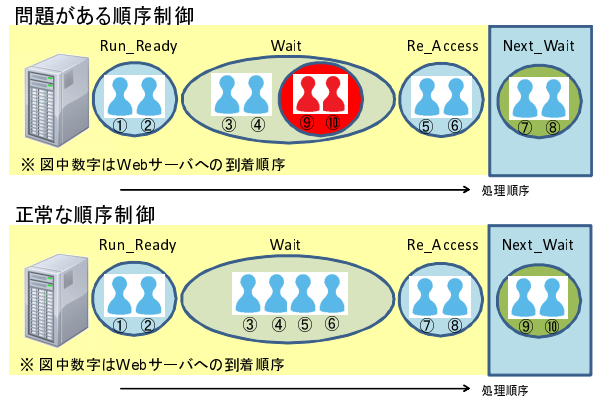 問題がある順序制御
Run_Ready Wait Re_Access Next_Wait
① ② ③ ④ ⑨ ⑩ ⑤ ⑥ ⑦ ⑧
※ 図中数字はWebサーバへの到着順序
処理順序
正常な順序制御
Run_Ready Wait Re_Access Next_Wait
① ② ③ ④ ⑤ ⑥ ⑦ ⑧ ⑨ ⑩
※ 図中数字はWebサーバへの到着順序
処理順序